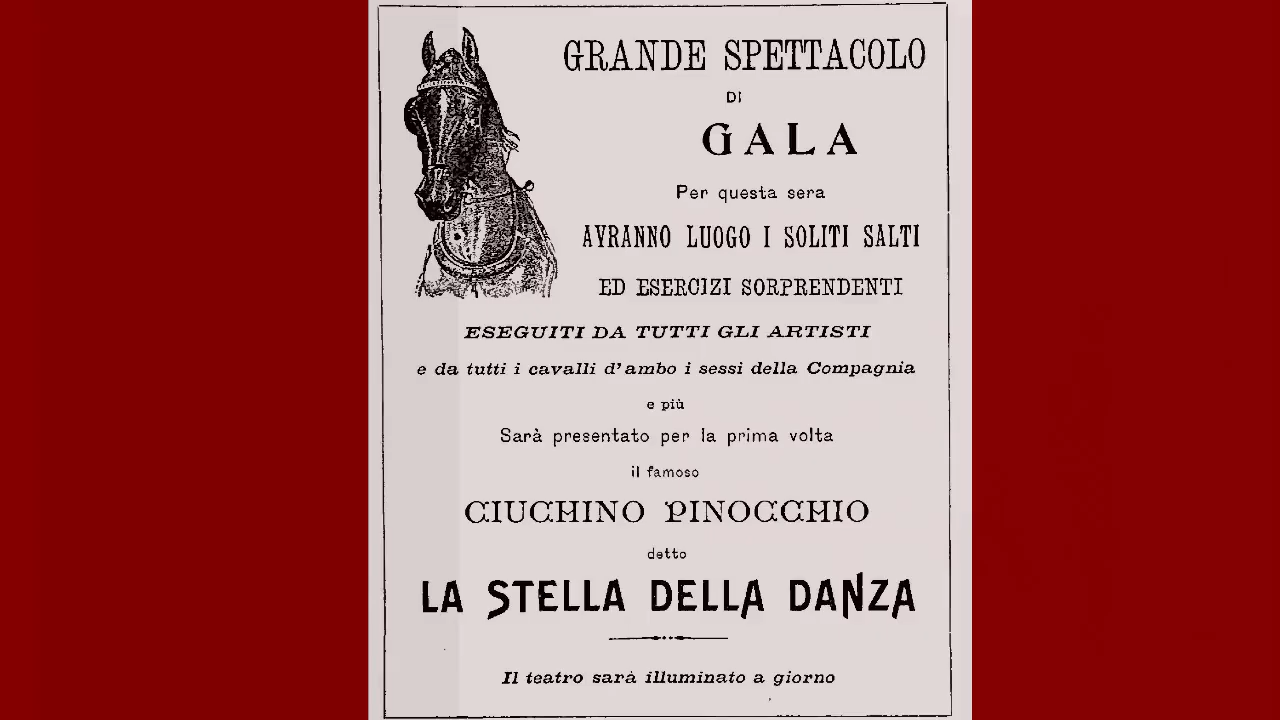 GRANDE SPETTACOLO
DI
GALA
Per questa sera
AVRANNO LUOGO I SOLITI SALTI
ED ESERCIZI SORPRENDENTI
ESEGUITI DA TUTTI GLI ARTISTI
e da tutti i cavalli d'ambo i sessi della Compagnia
e più
Sarà presentato per la prima volta
il famoso
CIUCHINO PINOCCHIO
detto
LA STELLA DELLA DANZA
Il teatro sarà illuminato a giorno